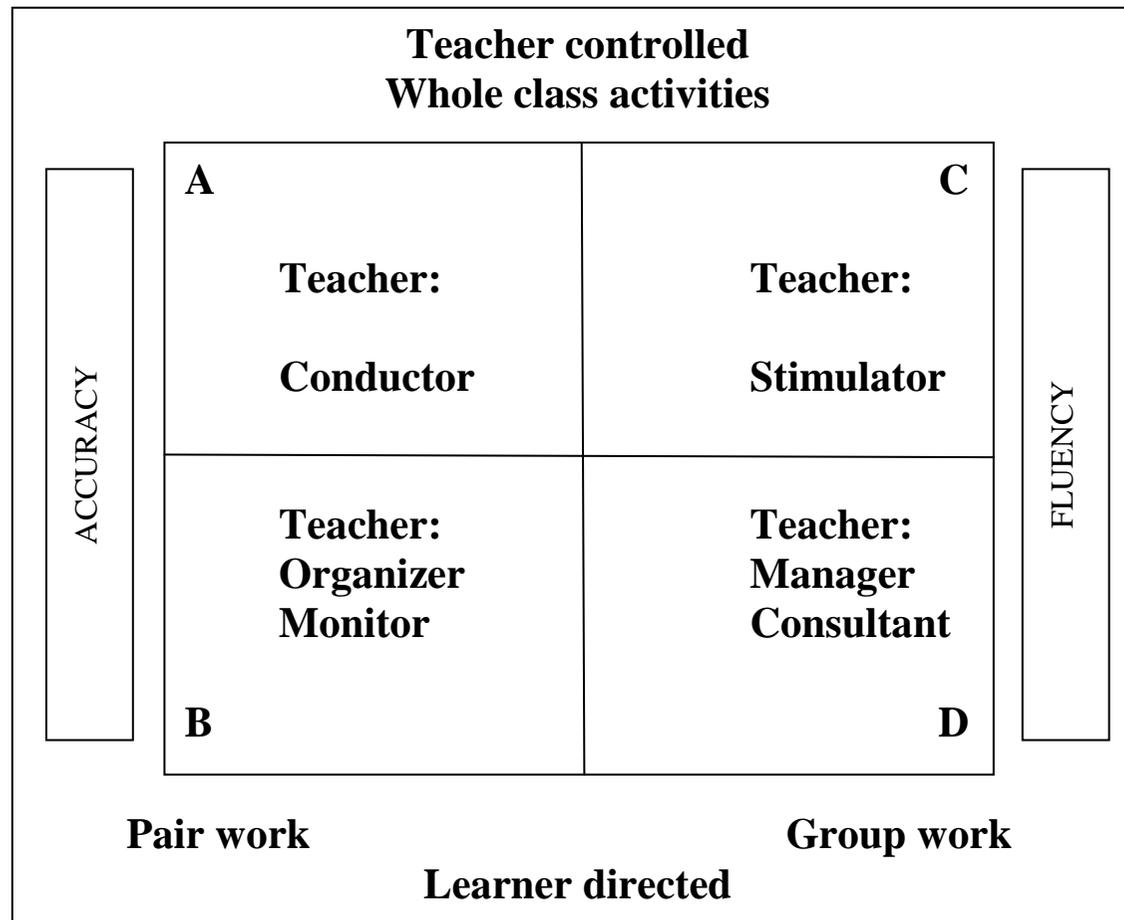 Teacher controlled
Whole class activities
ACCURACY
A
Teacher:
Conductor
C
Teacher:
Stimulator
FLUENCY
Teacher:
Organizer
Monitor
B
Teacher:
Manager
Consultant
D
Pair work
Group work
Learner directed